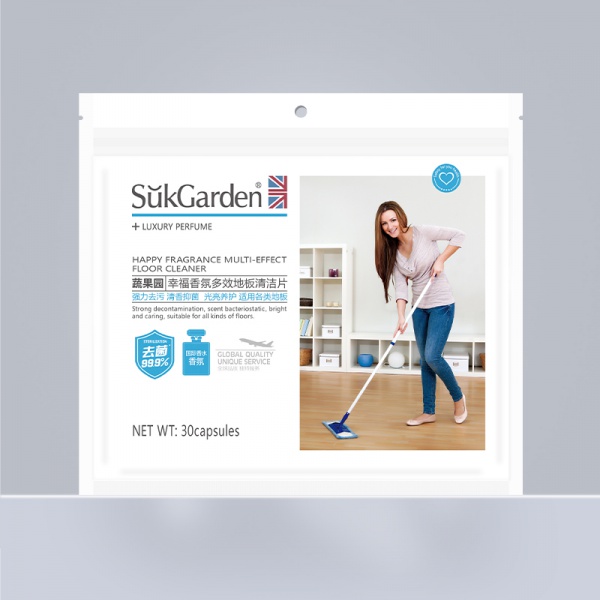 SŭkGarden®
+ LUXURY PERFUME
HAPPY FRAGRANCE MULTI-EFFECT
FLOOR CLEANER
蔬果园 幸福香氛多效地板清洁片
强力去污 清香抑菌 光亮养护 适用各类地板
Strong decontamination, scent bacteriostatic, bright
and caring, suitable for all kinds of floors.
STERILIZATION
去菌
99.9%
国际香水
香氛
GLOBAL QUALITY
UNIQUE SERVICE
NET WT: 30capsules